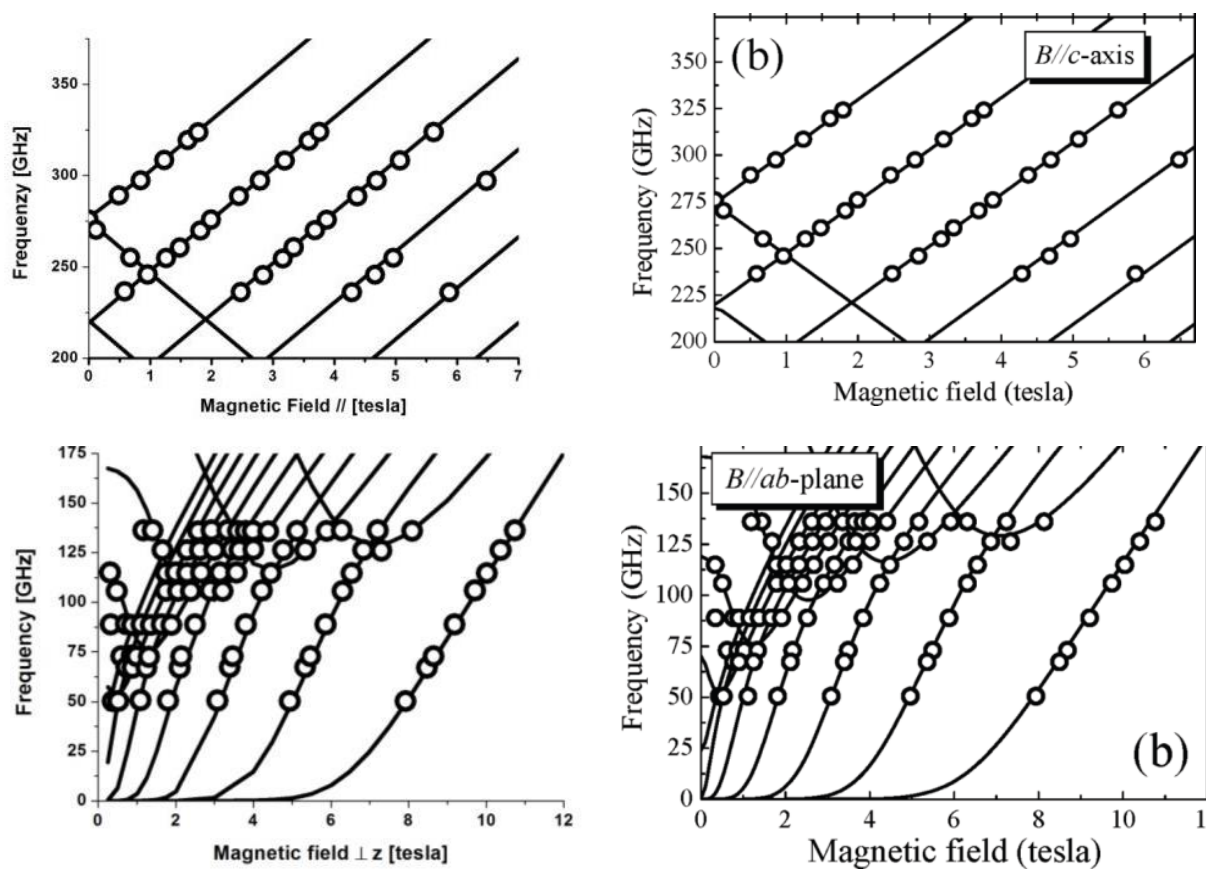 350
300
250
200
Frequenzy [GHz]
0 1 2 3 4 5 6 7
Magnetic Field // [tesla]
(b)
B//c-axis
350
325
300
275
250
225
200
Frequency (GHz)
0 1 2 3 4 5 6
Magnetic field (tesla)
175
150
125
100
75
50
25
0
Frequency [GHz]
0 2 4 6 8 10 12
Magnetic field ⊥ z [tesla]
B//ab-plane
150
125
100
75
50
25
0
Frequency (GHz)
(b)
0 2 4 6 8 10 1
Magnetic field (tesla)